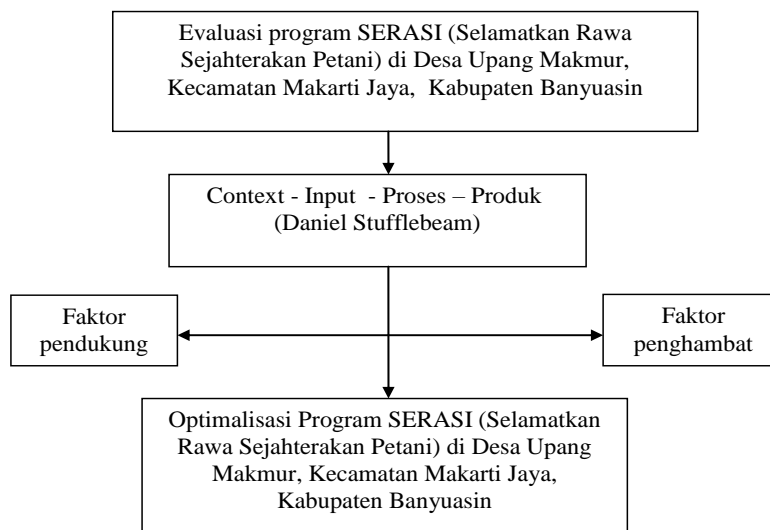 Evaluasi program SERASI (Selamatkan Rawa
Sejahterakan Petani) di Desa Upang Makmur,
Kecamatan Makarti Jaya, Kabupaten Banyuasin
Context - Input - Proses – Produk
(Daniel Stufflebeam)
Faktor
pendukung
Faktor
penghambat
Optimalisasi Program SERASI (Selamatkan
Rawa Sejahterakan Petani) di Desa Upang
Makmur, Kecamatan Makarti Jaya,
Kabupaten Banyuasin